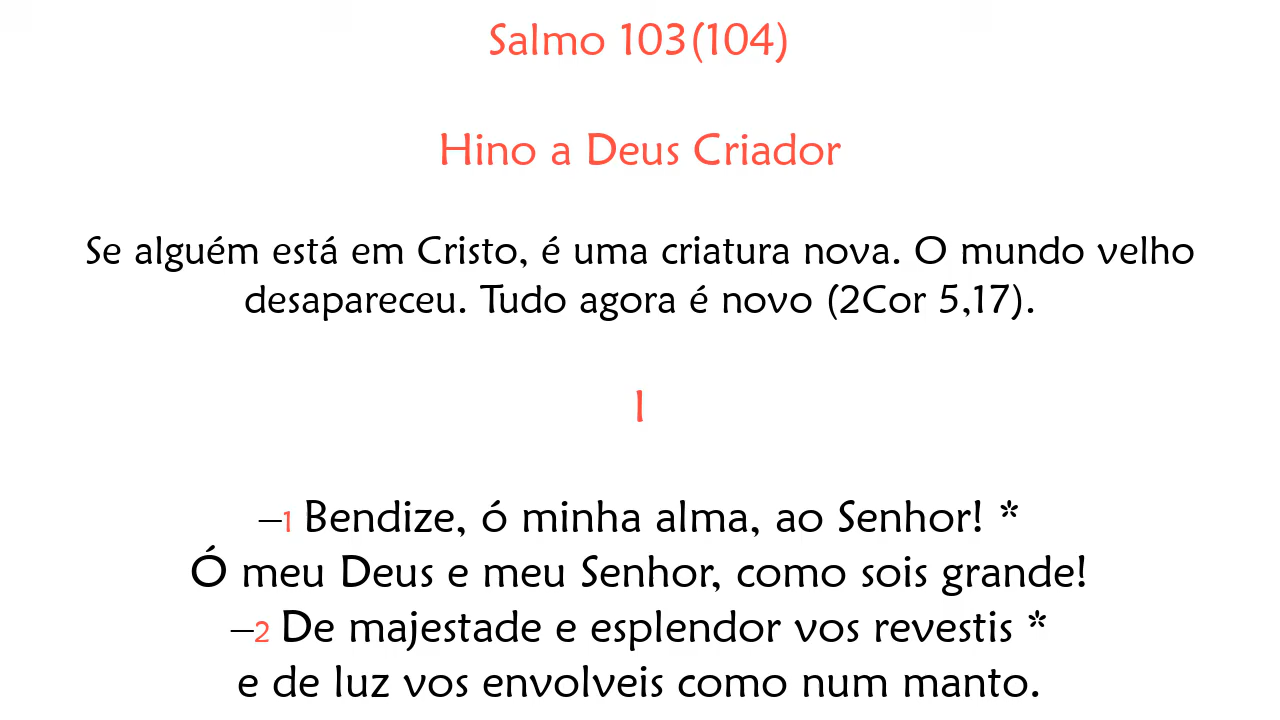 Salmo 103(104)
Hino a Deus Criador
Se alguém está em Cristo, é uma criatura nova. O mundo velho
desapareceu. Tudo agora é novo (2Cor 5,17).
I
–1 Bendize, ó minha alma, ao Senhor! *
Ó meu Deus e meu Senhor, como sois grande!
–2 De majestade e esplendor vos revestis *
e de luz vos envolveis como num manto.